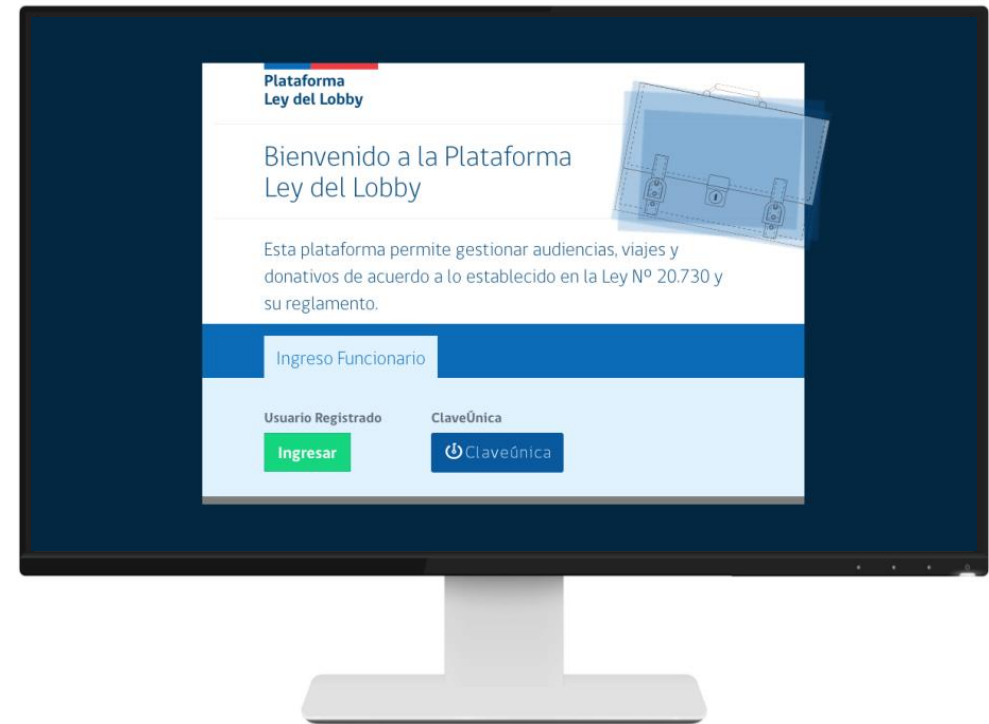 Plataforma
Ley del Lobby
Bienvenido a la Plataforma
Ley del Lobby
Esta plataforma permite gestionar audiencias, viajes y
donativos de acuerdo a lo establecido en la Ley Nº 20.730 y
su reglamento.
Ingreso Funcionario
Usuario Registrado
ClaveÚnica
Ingresar
Claveúnica